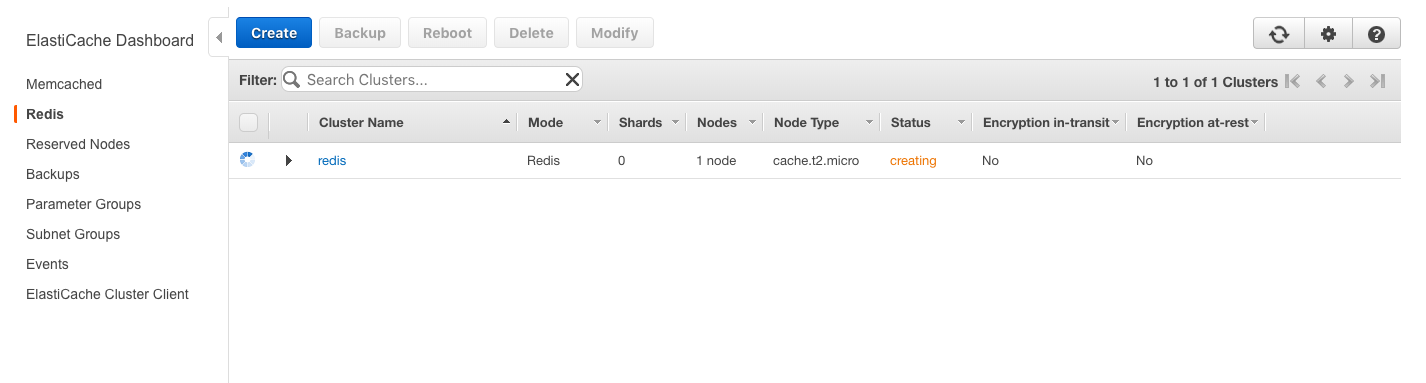 ElastiCache Dashboard
Memcached
Redis
Reserved Nodes
Backups
Parameter Groups
Subnet Groups
Events
ElastiCache Cluster Client
Create Backup Reboot Delete Modify
Filter: Search Clusters... 1 to 1 of 1 Clusters
Cluster Name Mode Shards Nodes Node Type Status Encryption in-transit Encryption at-rest
redis Redis 0 1 node cache.t2.micro creating No No